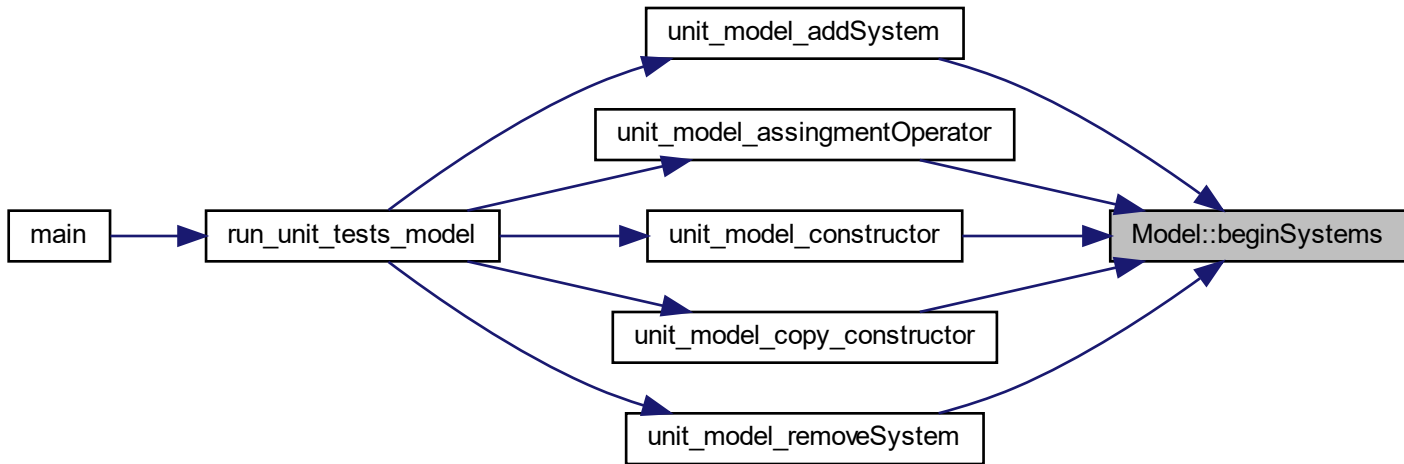 unit_model_addSystem
unit_model_assingmentOperator
main
run_unit_tests_model
unit_model_constructor
Model::beginSystems
unit_model_copy_constructor
unit_model_removeSystem